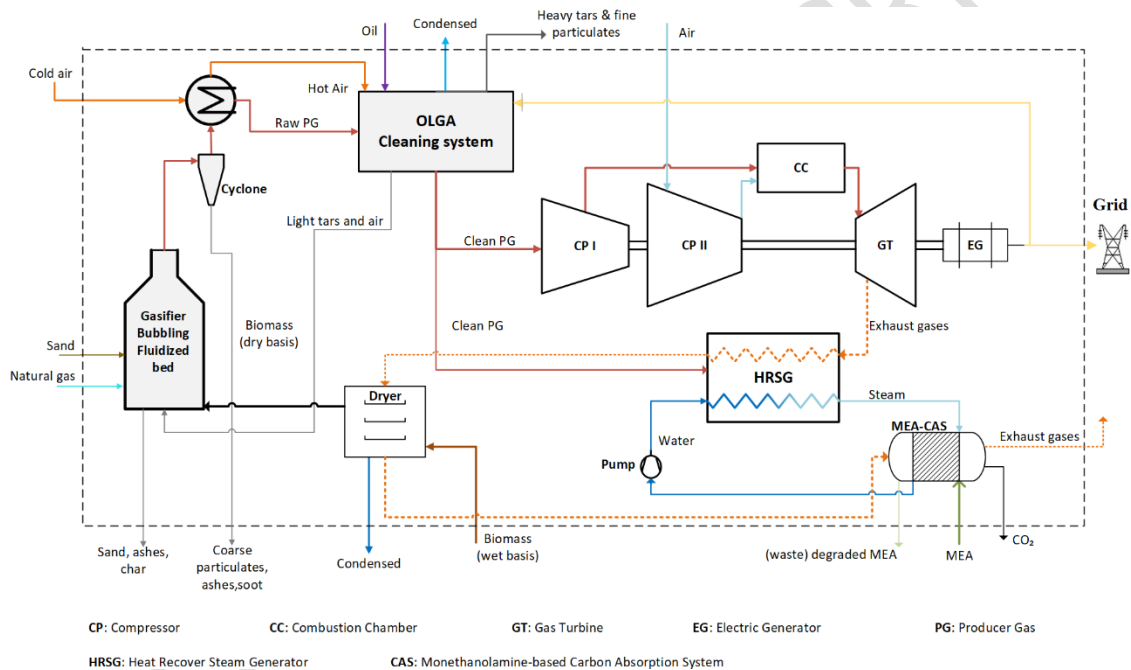 Heavy tars & fine
particulates
Condensed
Oil
Air
Cold air
Hot Air
OLGA
Cleaning system
Raw PG
CC
Cyclone
Grid
Light tars and air
Clean PG
CP I
CP II
GT
EG
Gasifier
Bubbling
Fluidized
bed
Biomass
(dry basis)
Clean PG
Exhaust gases
Sand
Natural gas
HRSG
Dryer
Steam
MEA-CAS
Water
Exhaust gases
Pump
Sand, ashes,
char
Coarse
particulates,
ashes,soot
Condensed
Biomass
(wet basis)
(waste) degraded MEA
MEA
CO₂
CP: Compressor
CC: Combustion Chamber
GT: Gas Turbine
EG: Electric Generator
PG: Producer Gas
HRSG: Heat Recover Steam Generator
CAS: Monethanolamine-based Carbon Absorption System